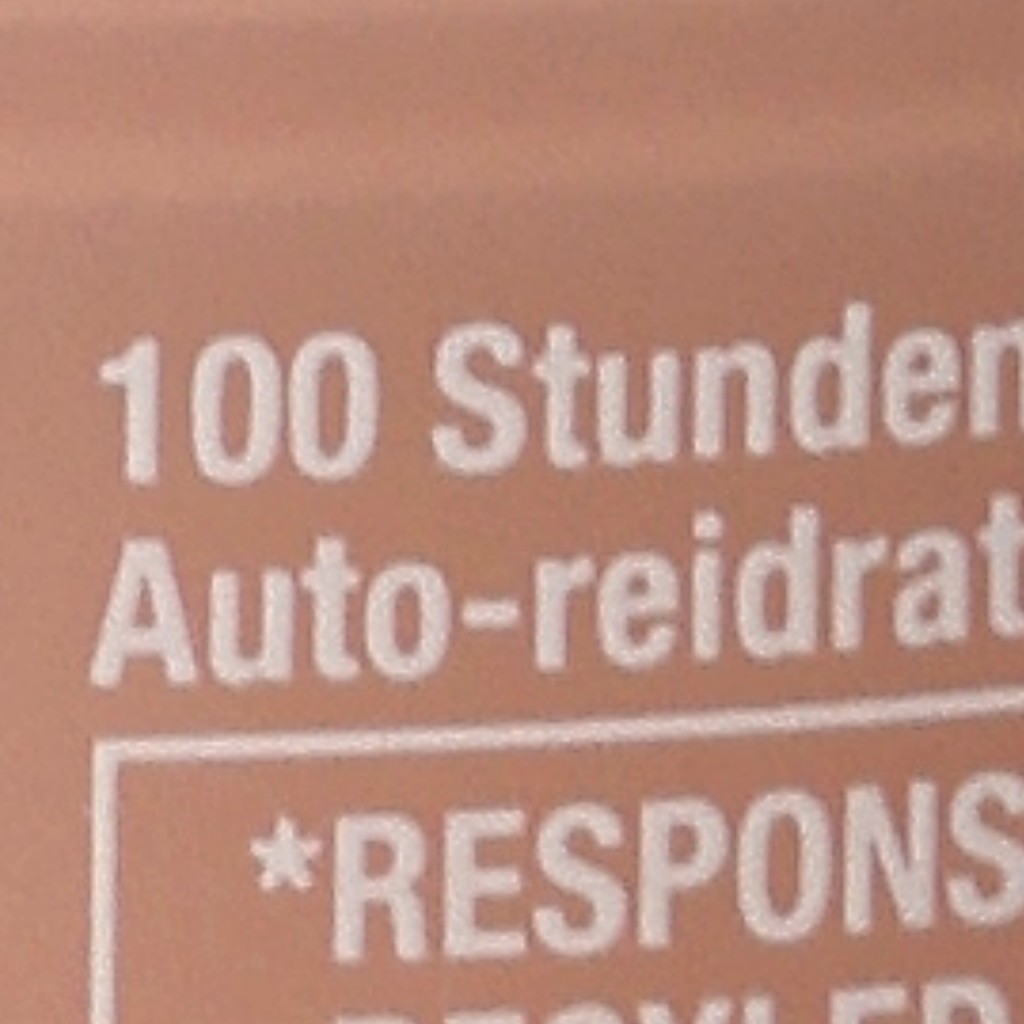 100 Stunden
Auto-reidrat
*RESPONS